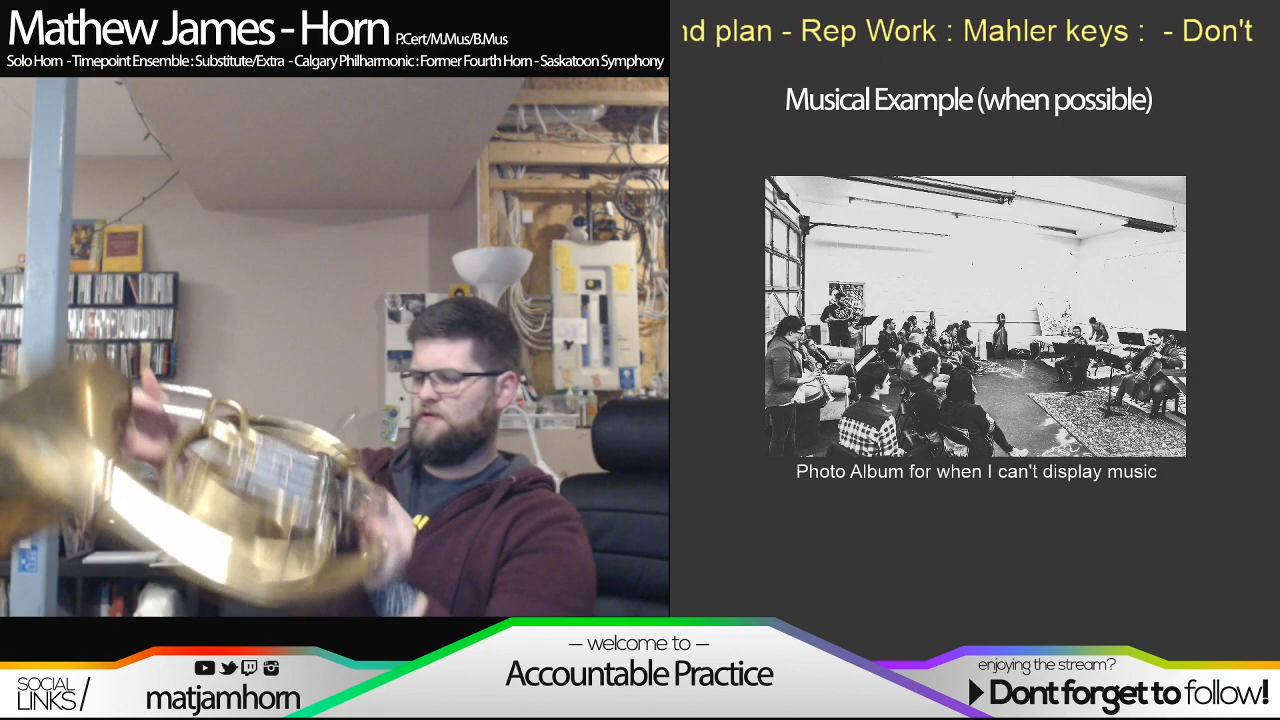 Mathew James - Horn P.Cert/M.Mus/B.Mus
Solo Horn - Timepoint Ensemble : Substitute/Extra - Calgary Philharmonic : Former Fourth Horn - Saskatoon Symphony
nd plan - Rep Work : Mahler keys : - Don't
Musical Example (when possible)
Photo Album for when I can't display music
SOCIAL
LINKS
matjamhorn
– welcome to –
Accountable Practice
enjoying the stream?
Dont forget to follow!